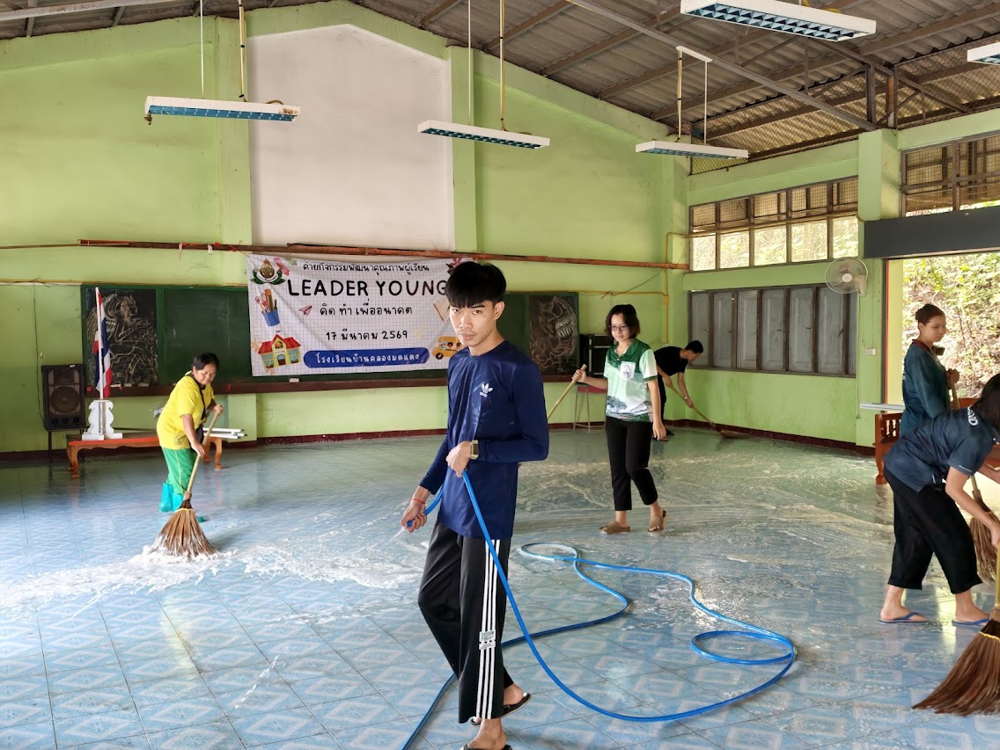 ค่ายกิจกรรมพัฒนาคุณภาพผู้เรียน
LEADER YOUNG
คิด ทำ เพื่ออนาคต
17 มีนาคม 2569
โรงเรียนบ้านคลองมดแดง
adidas